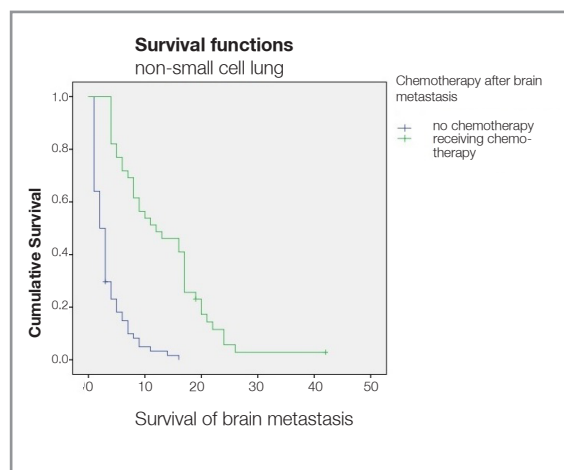 Survival functions
non-small cell lung
Chemotherapy after brain
metastasis
no chemotherapy
receiving chemo-
therapy
Cumulative Survival
1.0
0.8
0.6
0.4
0.2
0.0
/0 10 20 30 40 50
Survival of brain metastasis